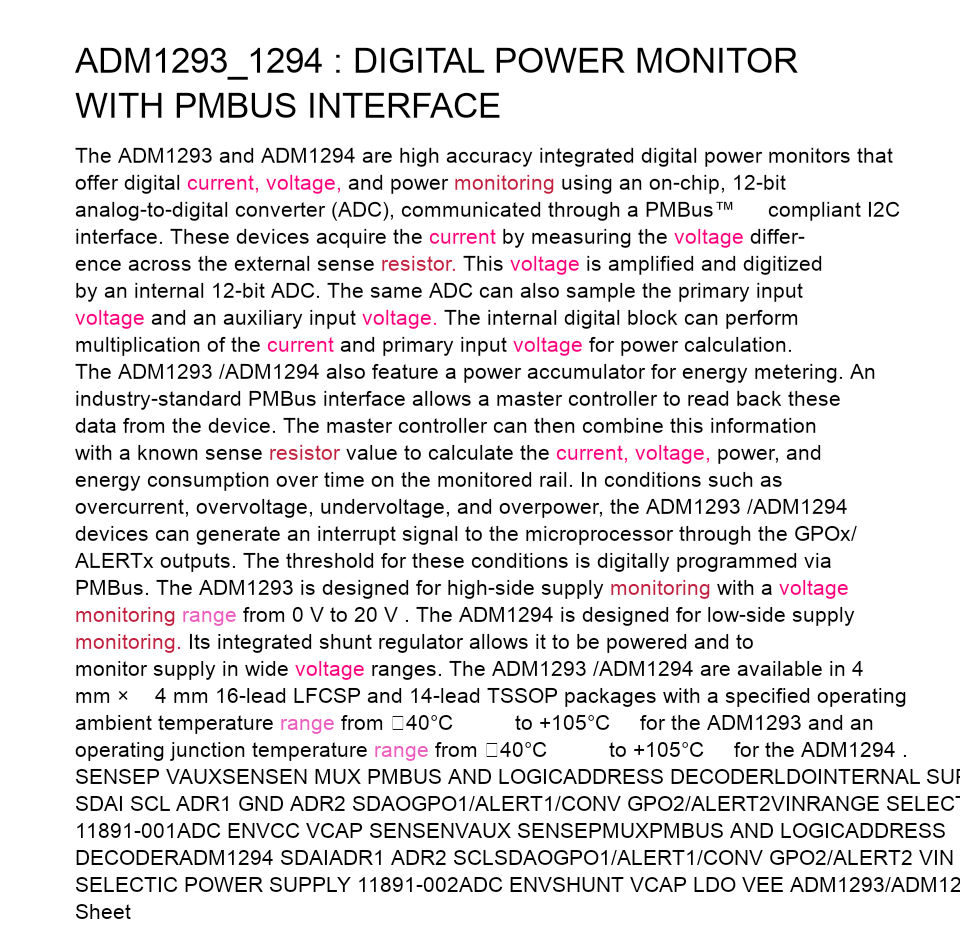 ADM1293_1294 : DIGITAL POWER MONITOR
WITH PMBUS INTERFACE
The ADM1293 and ADM1294 are high accuracy integrated digital power monitors that
offer digital current, voltage, and power monitoring using an on-chip, 12-bit
analog-to-digital converter (ADC), communicated through a PMBus™ compliant I2C
interface. These devices acquire the current by measuring the voltage differ-
ence across the external sense resistor. This voltage is amplified and digitized
by an internal 12-bit ADC. The same ADC can also sample the primary input
voltage and an auxiliary input voltage. The internal digital block can perform
multiplication of the current and primary input voltage for power calculation.
The ADM1293 /ADM1294 also feature a power accumulator for energy metering. An
industry-standard PMBus interface allows a master controller to read back these
data from the device. The master controller can then combine this information
with a known sense resistor value to calculate the current, voltage, power, and
energy consumption over time on the monitored rail. In conditions such as
overcurrent, overvoltage, undervoltage, and overpower, the ADM1293 /ADM1294
devices can generate an interrupt signal to the microprocessor through the GPOx/
ALERTx outputs. The threshold for these conditions is digitally programmed via
PMBus. The ADM1293 is designed for high-side supply monitoring with a voltage
monitoring range from 0 V to 20 V . The ADM1294 is designed for low-side supply
monitoring. Its integrated shunt regulator allows it to be powered and to
monitor supply in wide voltage ranges. The ADM1293 /ADM1294 are available in 4
mm × 4 mm 16-lead LFCSP and 14-lead TSSOP packages with a specified operating
ambient temperature range from □40°C to +105°C for the ADM1293 and an
operating junction temperature range from □40°C to +105°C for the ADM1294 .
SENSEP VAUXSENSEN MUX PMBUS AND LOGICADDRESS DECODERLDOINTERNAL SUP
SDAI SCL ADR1 GND ADR2 SDAOGPO1/ALERT1/CONV GPO2/ALERT2VINRANGE SELECT
11891-001ADC ENVCC VCAP SENSENVAUX SENSEPMUXPMBUS AND LOGICADDRESS
DECODERADM1294 SDAIADR1 ADR2 SCLSDAOGPO1/ALERT1/CONV GPO2/ALERT2 VIN
SELECTIC POWER SUPPLY 11891-002ADC ENVSHUNT VCAP LDO VEE ADM1293/ADM12
Sheet